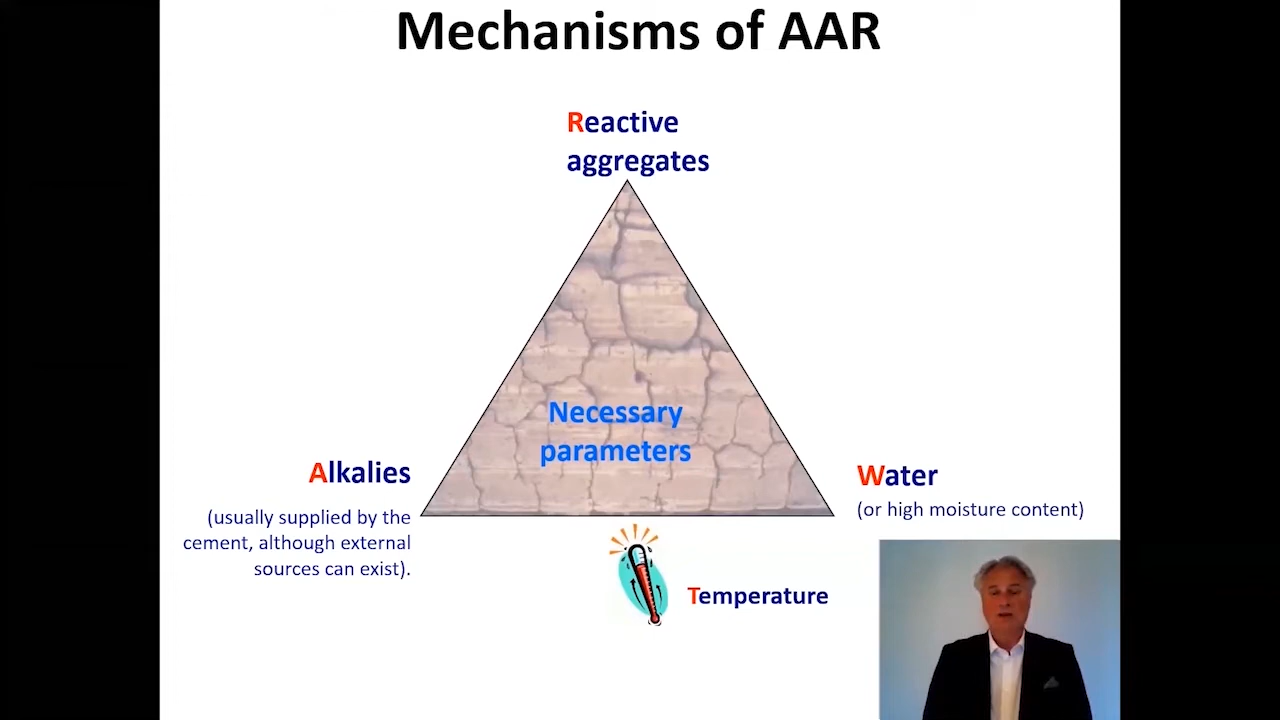 Mechanisms of AAR
Reactive
aggregates
Necessary
parameters
Alkalies
(usually supplied by the
cement, although external
sources can exist).
Water
(or high moisture content)
Temperature